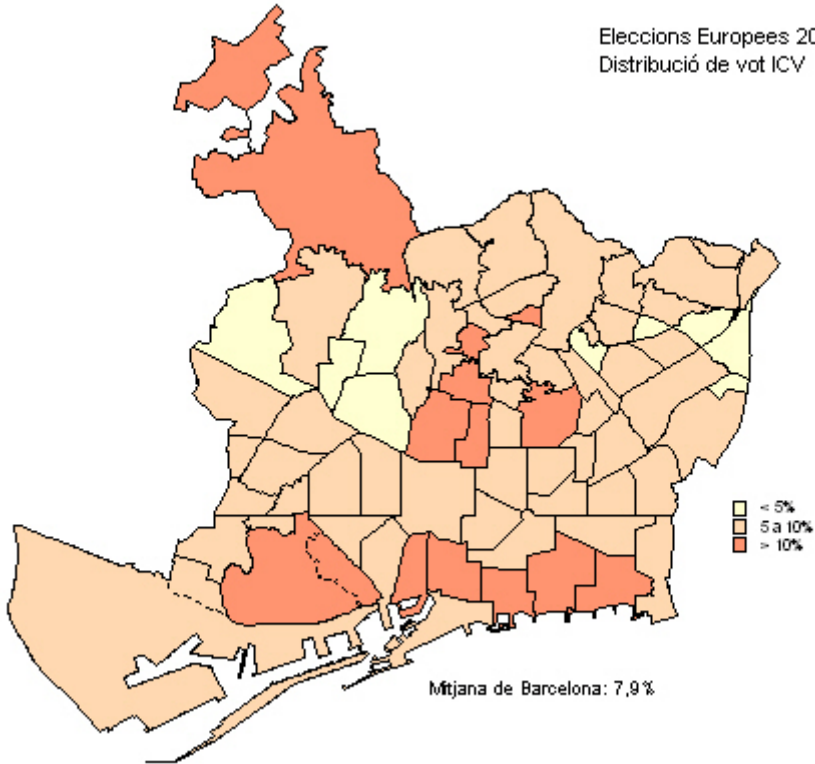 Eleccions Europees 20
Distribució de vot ICV
< 5%
5 a 10%
> 10%
Mitjana de Barcelona: 7,9%